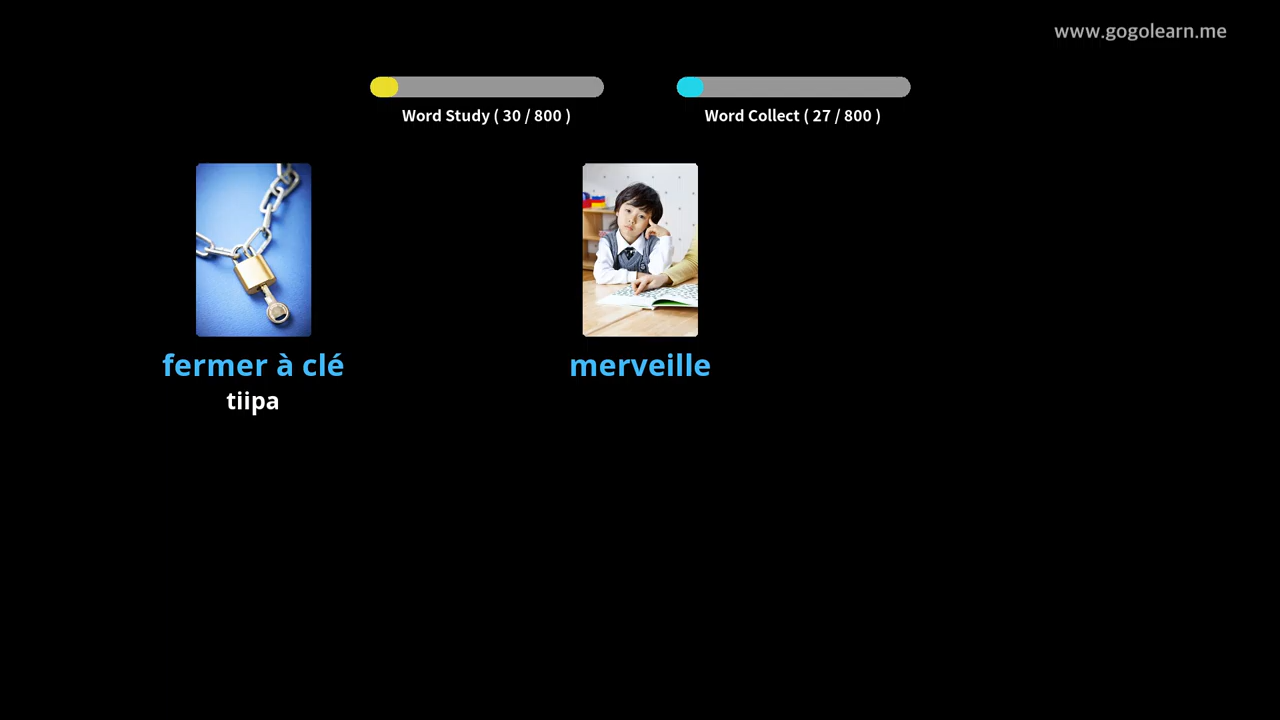 www.gogolearn.me
Word Study ( 30 / 800 )
Word Collect ( 27 / 800 )
fermer à clé
tiipa
merveille